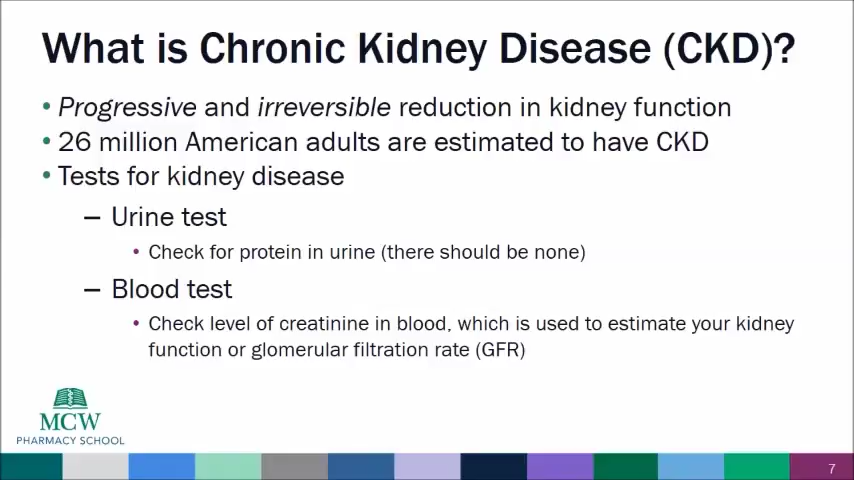 What is Chronic Kidney Disease (CKD)?
• Progressive and irreversible reduction in kidney function
• 26 million American adults are estimated to have CKD
• Tests for kidney disease
– Urine test
• Check for protein in urine (there should be none)
– Blood test
• Check level of creatinine in blood, which is used to estimate your kidney
function or glomerular filtration rate (GFR)
MCW
PHARMACY SCHOOL
7